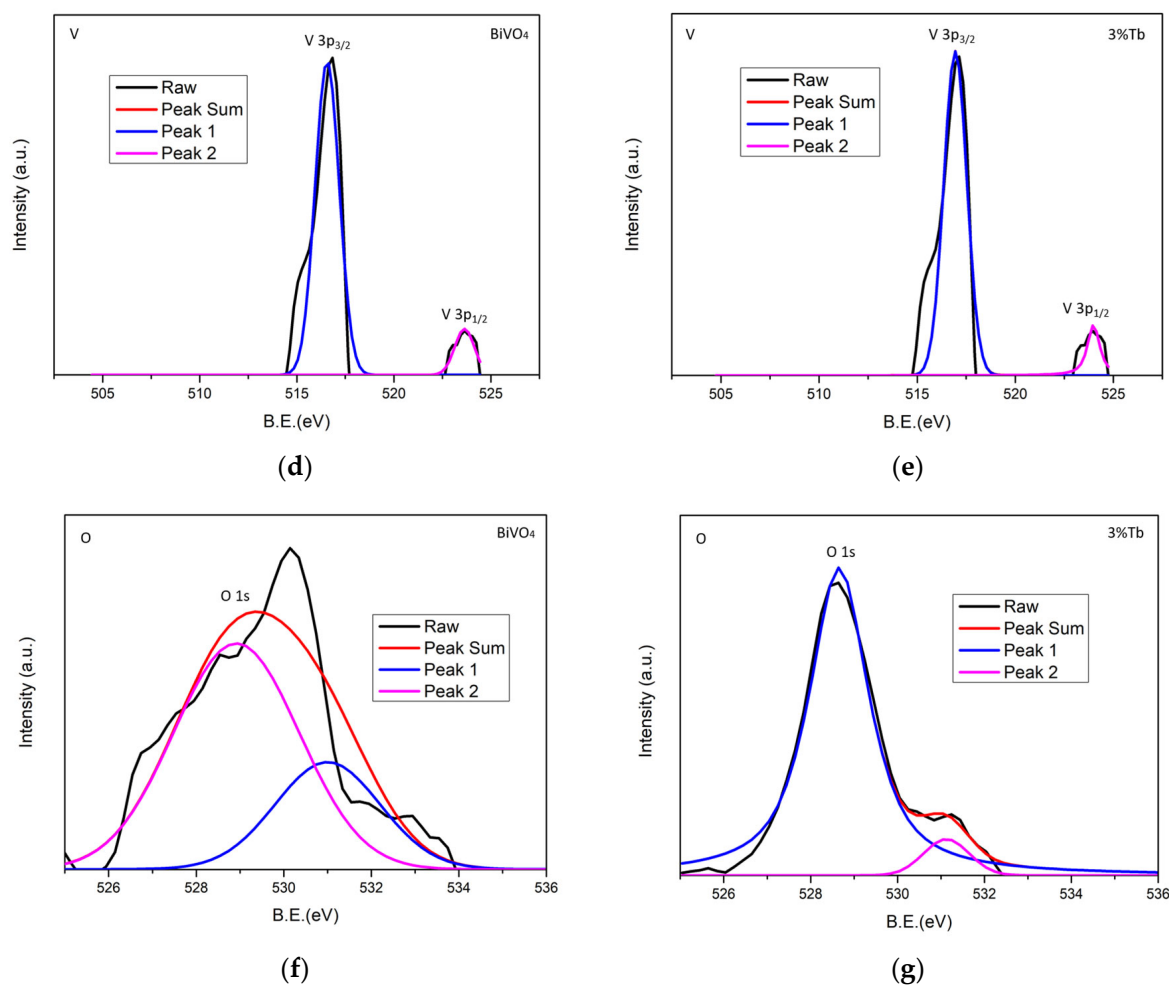 V
BiVO₄
V 3p₃/₂
Raw
Peak Sum
Peak 1
Peak 2
V 3p₁/₂
Intensity (a.u.)
505 510 515 520 525
B.E.(eV)
(d)
V
3%Tb
V 3p₃/₂
Raw
Peak Sum
Peak 1
Peak 2
V 3p₁/₂
Intensity (a.u.)
505 510 515 520 525
B.E.(eV)
(e)
O
BiVO₄
O 1s
Raw
Peak Sum
Peak 1
Peak 2
Intensity (a.u.)
526 528 530 532 534 536
B.E.(eV)
(f)
O
3%Tb
O 1s
Raw
Peak Sum
Peak 1
Peak 2
Intensity (a.u.)
526 528 530 532 534 536
B.E.(eV)
(g)